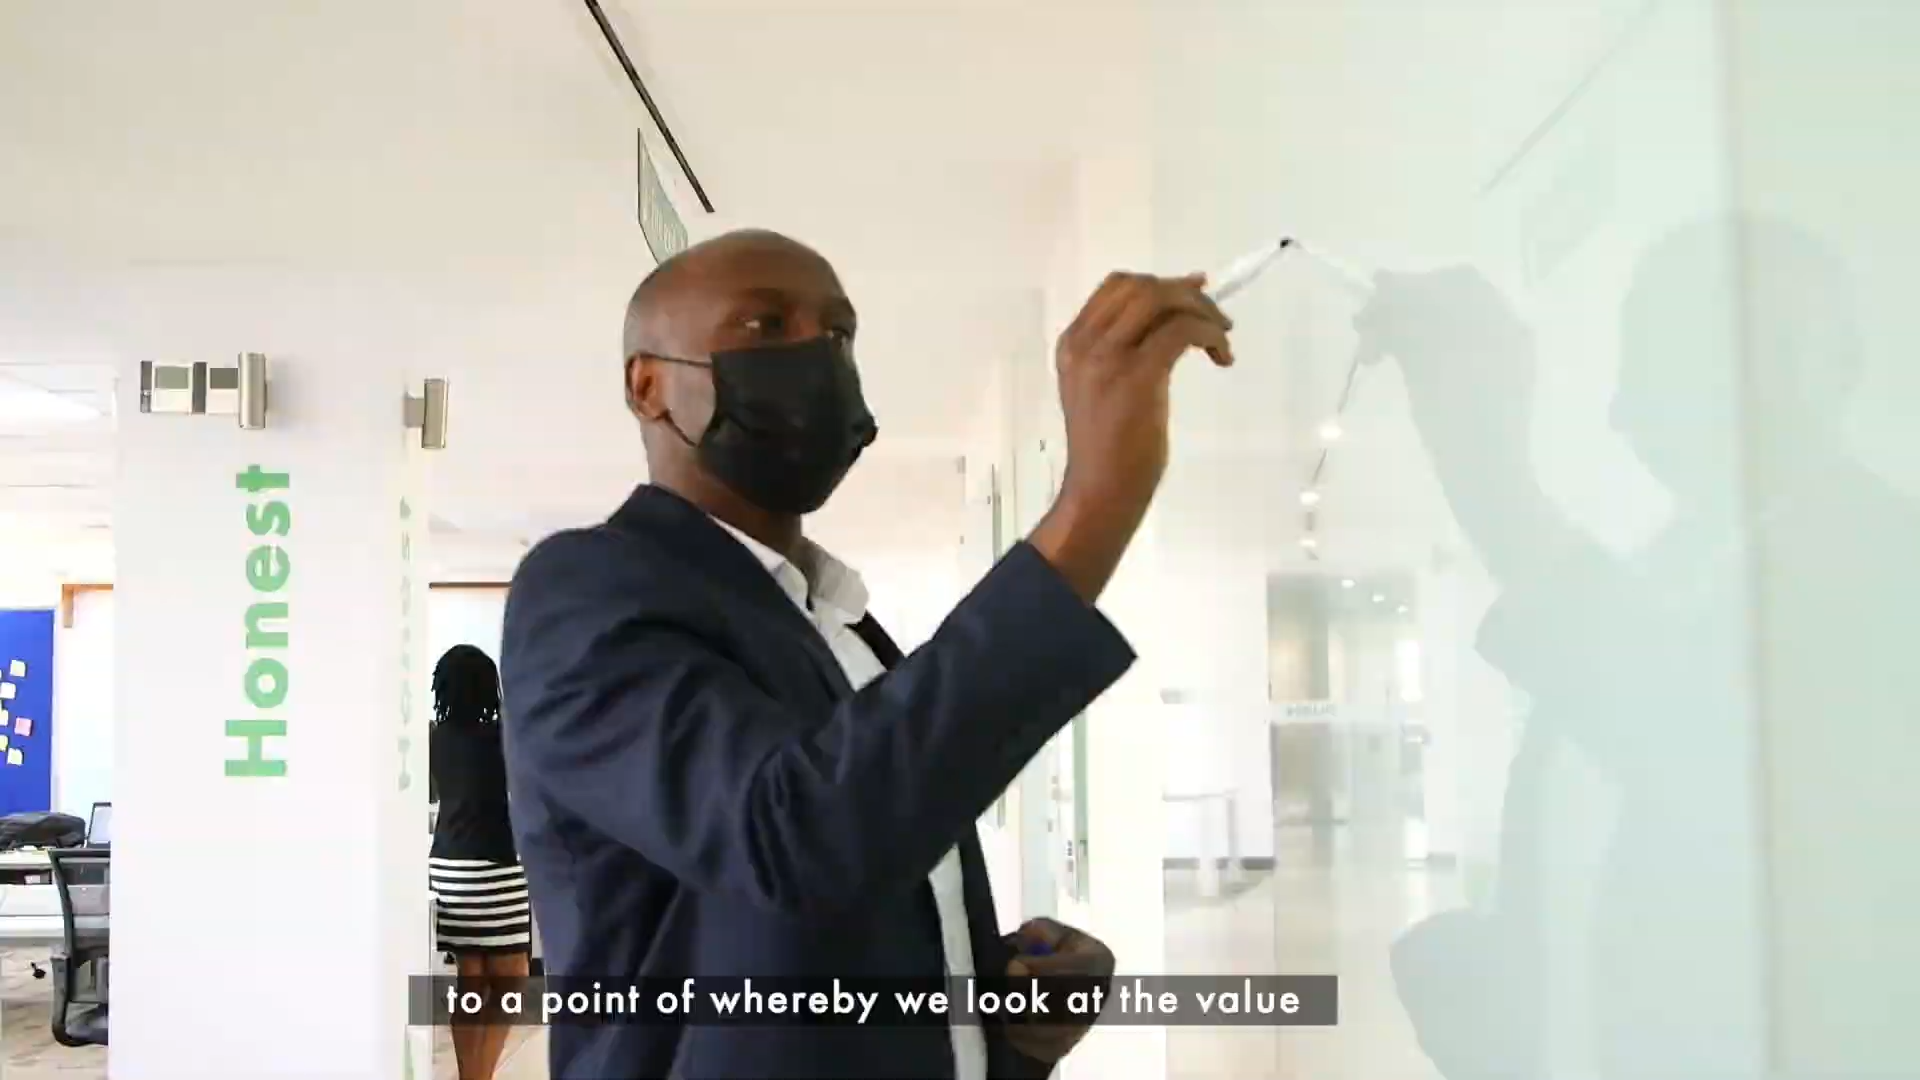 Honest
to a point of whereby we look at the value